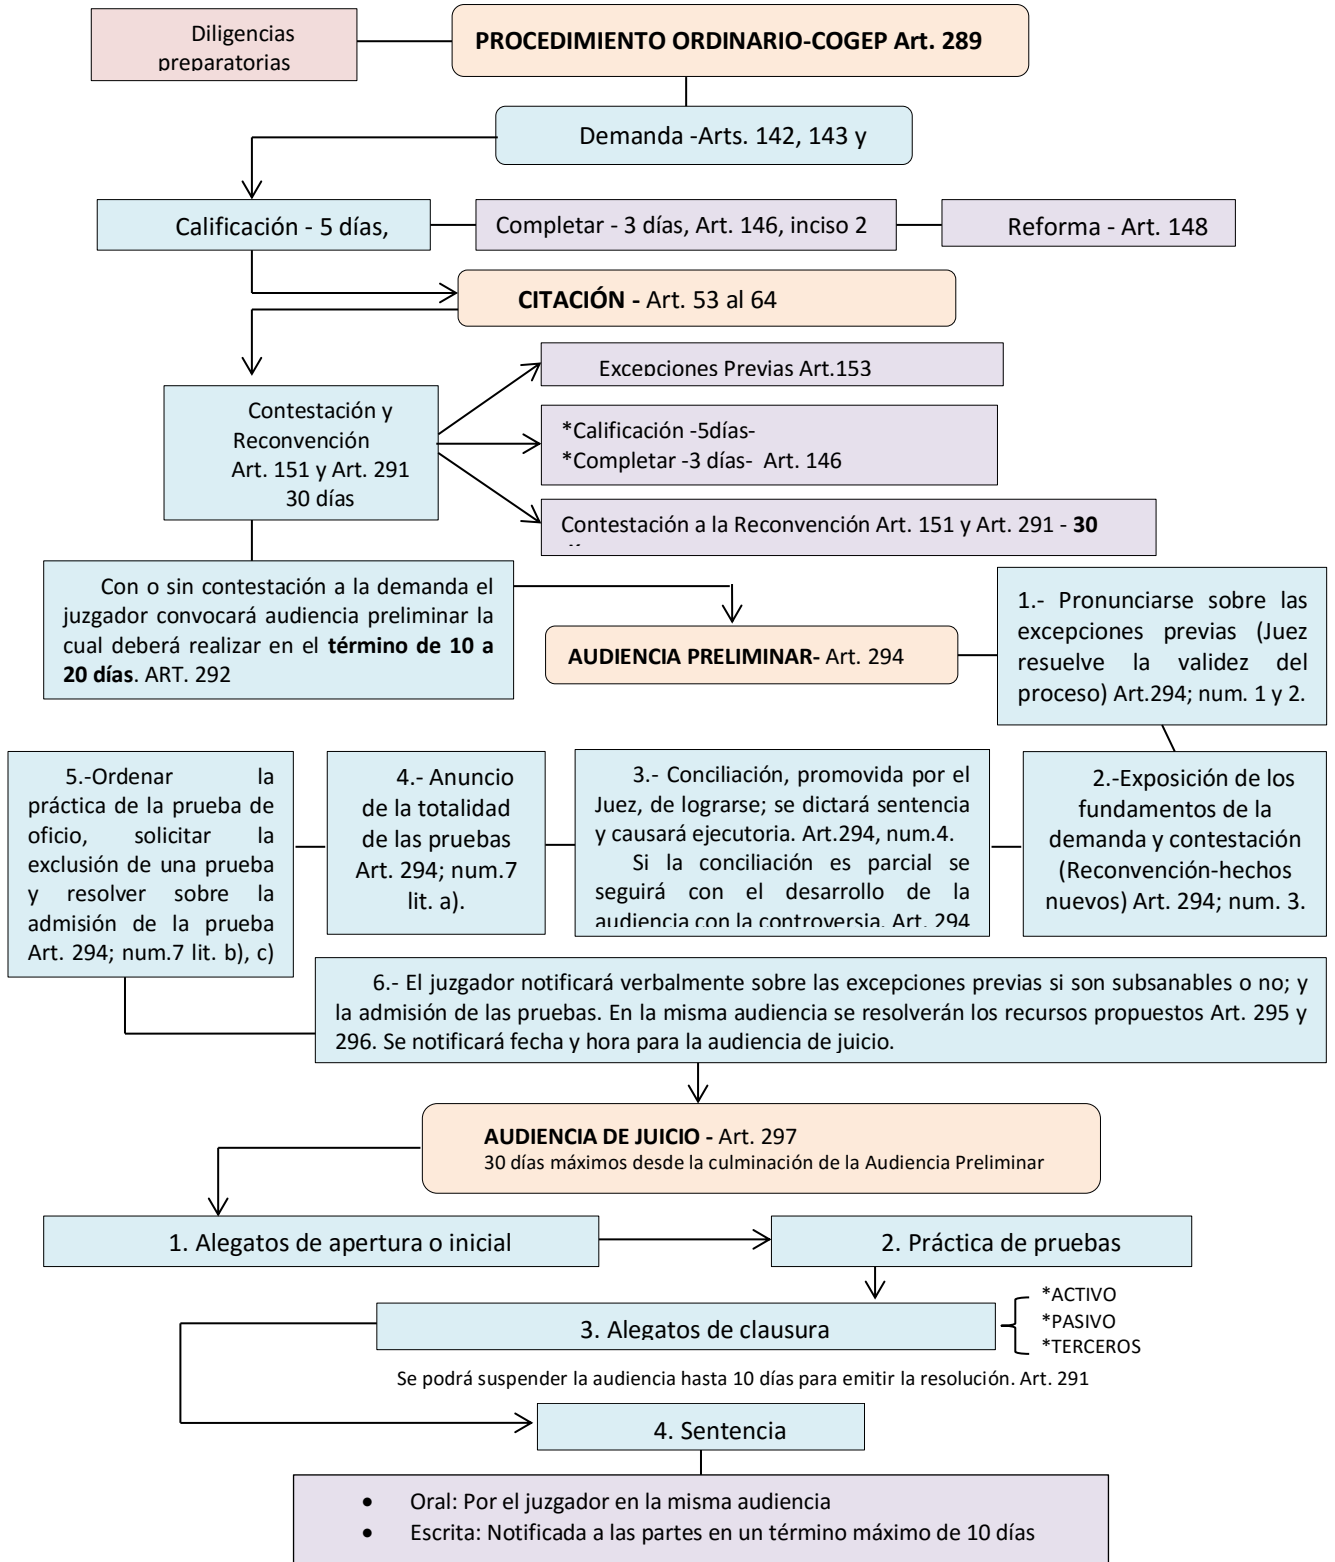 Diligencias
preparatorias
PROCEDIMIENTO ORDINARIO-COGEP Art. 289
Demanda -Arts. 142, 143 y
Calificación - 5 días,
Completar - 3 días, Art. 146, inciso 2
Reforma - Art. 148
CITACIÓN - Art. 53 al 64
Excepciones Previas Art.153
Contestación y
Reconvención
Art. 151 y Art. 291
30 días
*Calificación -5días-
*Completar -3 días- Art. 146
Contestación a la Reconvención Art. 151 y Art. 291 - 30
Con o sin contestación a la demanda el
juzgador convocará audiencia preliminar la
cual deberá realizar en el término de 10 a
20 días. ART. 292
AUDIENCIA PRELIMINAR- Art. 294
1.- Pronunciarse sobre las
excepciones previas (Juez
resuelve la validez del
proceso) Art.294; num. 1 y 2.
2.-Exposición de los
fundamentos de la
demanda y contestación
(Reconvención-hechos
nuevos) Art. 294; num. 3.
3.- Conciliación, promovida por el
Juez, de lograrse; se dictará sentencia
y causará ejecutoria. Art.294, num.4.
Si la conciliación es parcial se
seguirá con el desarrollo de la
audiencia con la controversia. Art. 294
4.- Anuncio
de la totalidad
de las pruebas
Art. 294; num.7
lit. a).
5.-Ordenar la
práctica de la prueba de
oficio, solicitar la
exclusión de una prueba
y resolver sobre la
admisión de la prueba
Art. 294; num.7 lit. b), c)
6.- El juzgador notificará verbalmente sobre las excepciones previas si son subsanables o no; y
la admisión de las pruebas. En la misma audiencia se resolverán los recursos propuestos Art. 295 y
296. Se notificará fecha y hora para la audiencia de juicio.
AUDIENCIA DE JUICIO - Art. 297
30 días máximos desde la culminación de la Audiencia Preliminar
1. Alegatos de apertura o inicial
2. Práctica de pruebas
3. Alegatos de clausura
*ACTIVO
*PASIVO
*TERCEROS
Se podrá suspender la audiencia hasta 10 días para emitir la resolución. Art. 291
4. Sentencia
• Oral: Por el juzgador en la misma audiencia
• Escrita: Notificada a las partes en un término máximo de 10 días